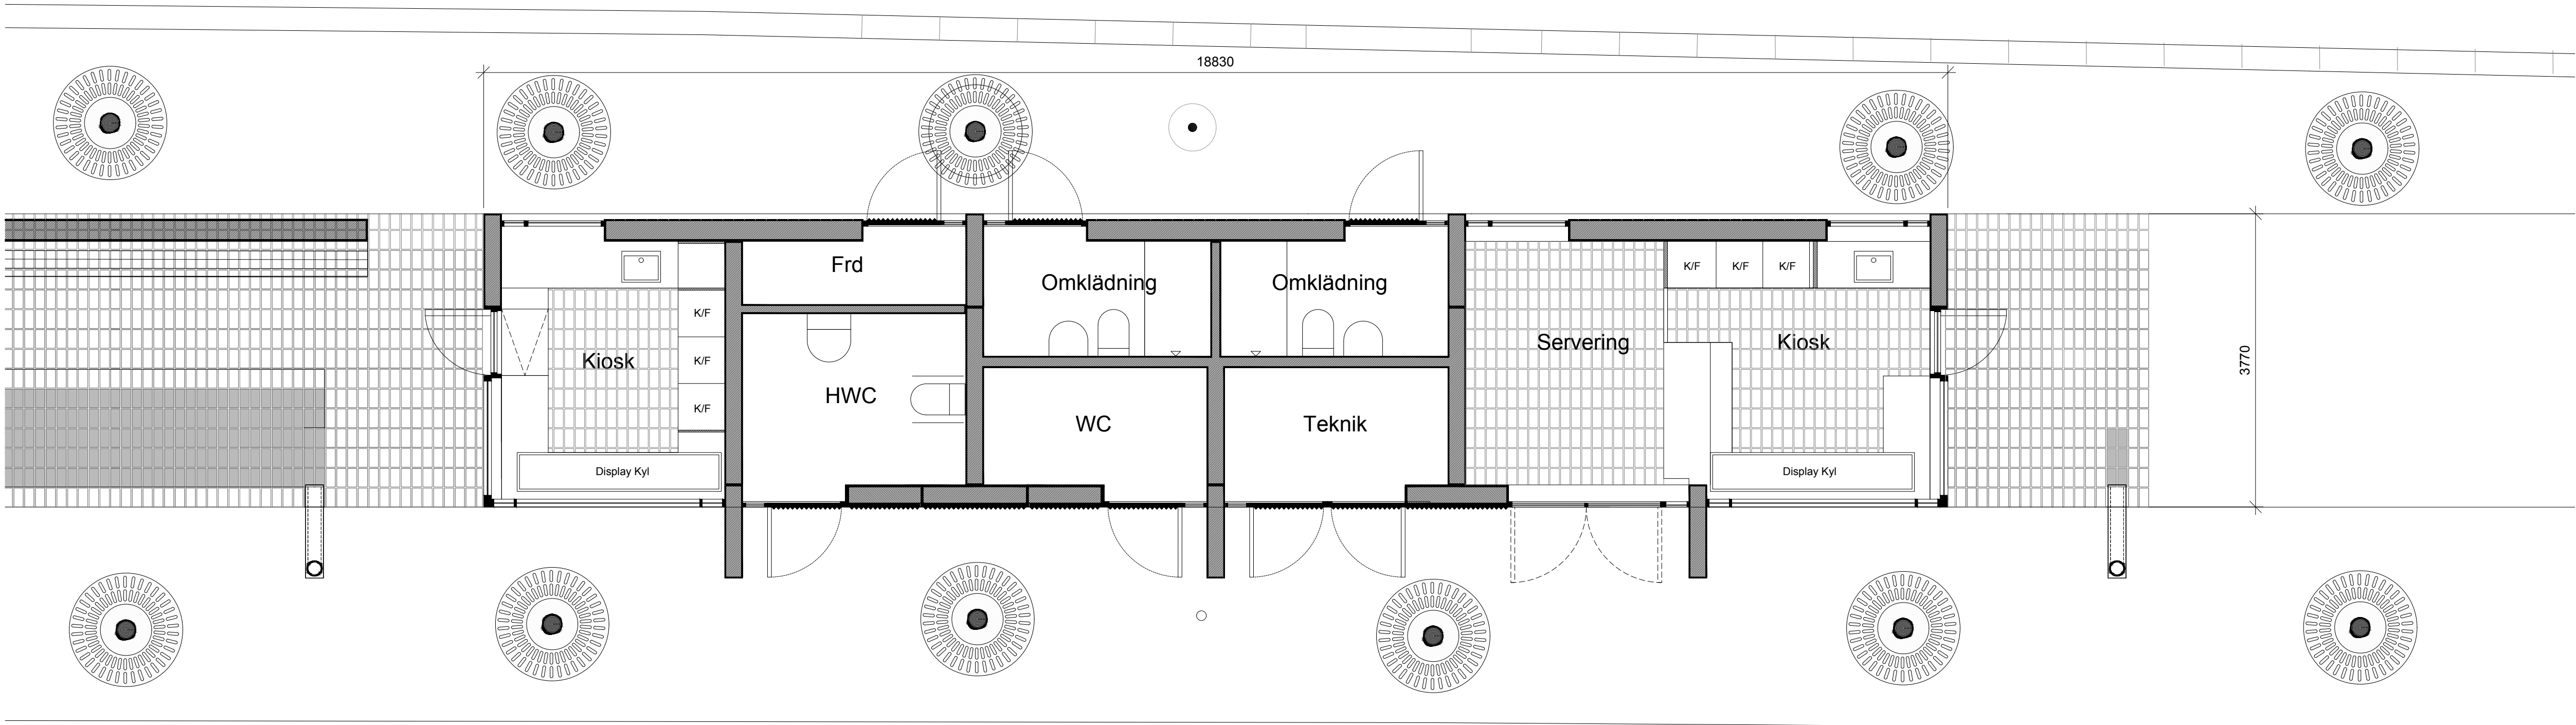 18830
Frd
Omklädning
Omklädning
K/F
K/F
K/F
K/F
Kiosk
K/F
K/F
HWC
WC
Teknik
Servering
Kiosk
3770
Display Kyl
Display Kyl